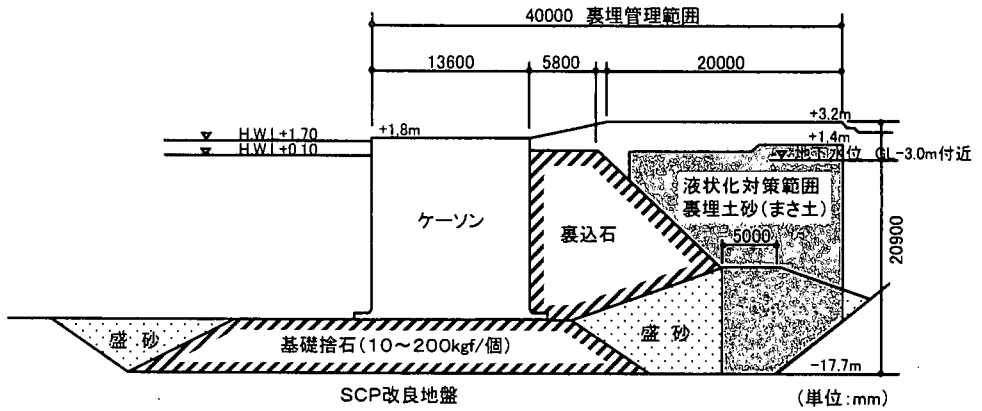 40000 裏埋管理範囲
13600
5800
20000
+3.2m
H.W.L+1.70
+1.8m
+1.4m
H.W.L+0.10
地下水位 GL-3.0m付近
液状化対策範囲
裏埋土砂(まさ土)
ケーソン
裏込石
5000
20900
盛砂
盛砂
基礎捨石(10～200kgf/個)
-17.7m
SCP改良地盤
(単位:mm)